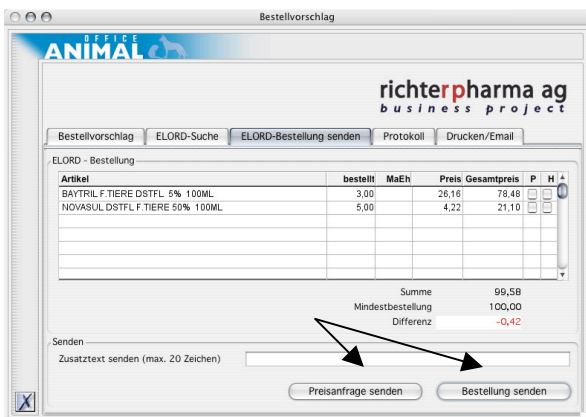 Bestellvorschlag
OFFICE
ANIMAL
richterpharma ag
business project
Bestellvorschlag ELORD-Suche ELORD-Bestellung senden Protokoll Drucken/Email
ELORD - Bestellung
Artikel bestellt MaEh Preis Gesamtpreis P H
BAYTRIL F.TIERE DSTFL 5% 100ML 3,00 26,16 78,48
NOVASUL DSTFL F.TIERE 50% 100ML 5,00 4,22 21,10
Summe 99,58
Mindestbestellung 100,00
Differenz -0,42
Senden
Zusatztext senden (max. 20 Zeichen)
Preisanfrage senden Bestellung senden
X